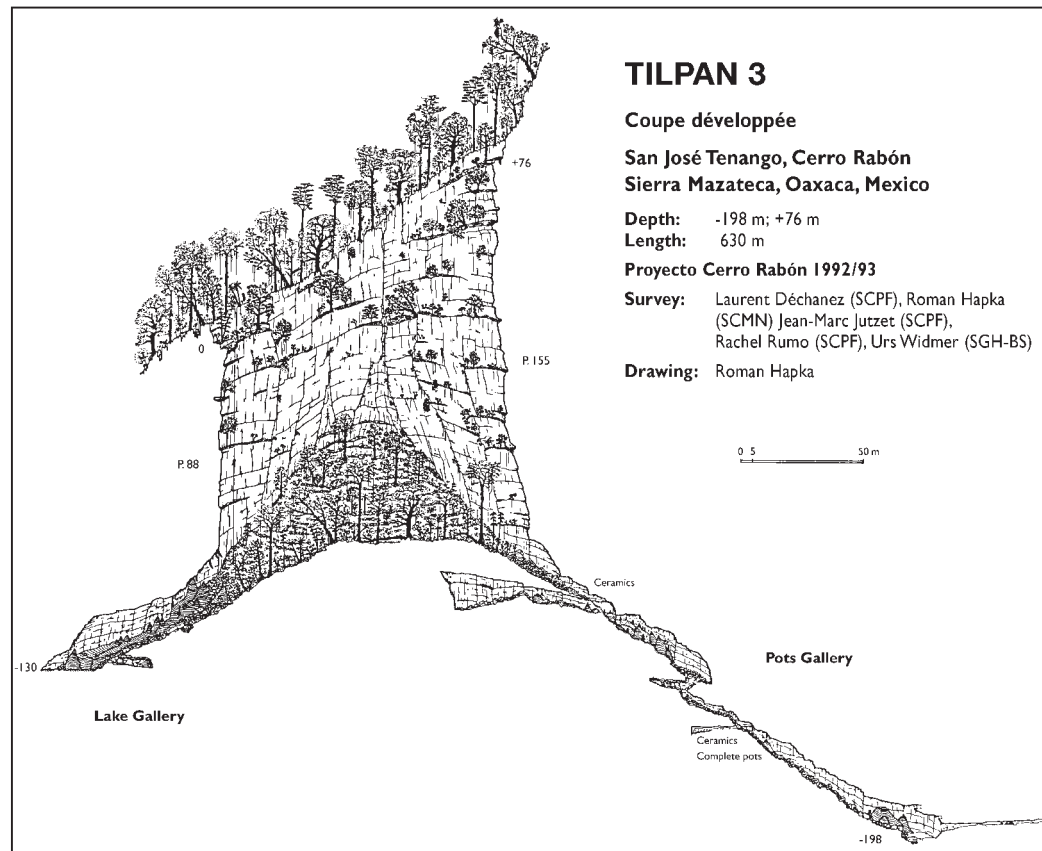 TILPAN 3
Coupe développée
San José Tenango, Cerro Rabón
Sierra Mazateca, Oaxaca, Mexico
Depth: -198 m; +76 m
Length: 630 m
Proyecto Cerro Rabón 1992/93
Survey: Laurent Déchanez (SCPF), Roman Hapka
(SCMN) Jean-Marc Jutzet (SCPF),
Rachel Rumo (SCPF), Urs Widmer (SGH-BS)
Drawing: Roman Hapka
0 5 50 m
+76
0
P. 155
P. 88
Ceramics
-130
Pots Gallery
Lake Gallery
Ceramics
Complete pots
-198